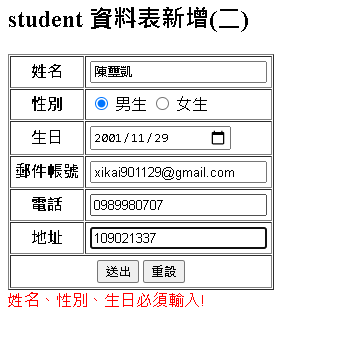 student 資料表新增(二)
姓名 陳璽凱
性別 男生 女生
生日 2001/11/29
郵件帳號 xikai901129@gmail.com
電話 0989980707
地址 109021337
送出 重設
姓名、性別、生日必須輸入!